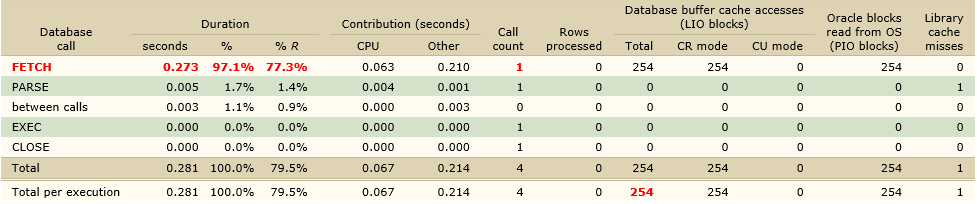 Database call Duration Contribution (seconds) Call count Rows processed Database buffer cache accesses (LIO blocks) Oracle blocks read from OS (PIO blocks) Library cache misses
seconds % % R CPU Other Total CR mode CU mode
FETCH 0.273 97.1% 77.3% 0.063 0.210 1 0 254 254 0 254 0
PARSE 0.005 1.7% 1.4% 0.004 0.001 1 0 0 0 0 0 1
between calls 0.003 1.1% 0.9% 0.000 0.003 0 0 0 0 0 0 0
EXEC 0.000 0.0% 0.0% 0.000 0.000 1 0 0 0 0 0 0
CLOSE 0.000 0.0% 0.0% 0.000 0.000 1 0 0 0 0 0 0
Total 0.281 100.0% 79.5% 0.067 0.214 4 0 254 254 0 254 1
Total per execution 0.281 100.0% 79.5% 0.067 0.214 4 0 254 254 0 254 1